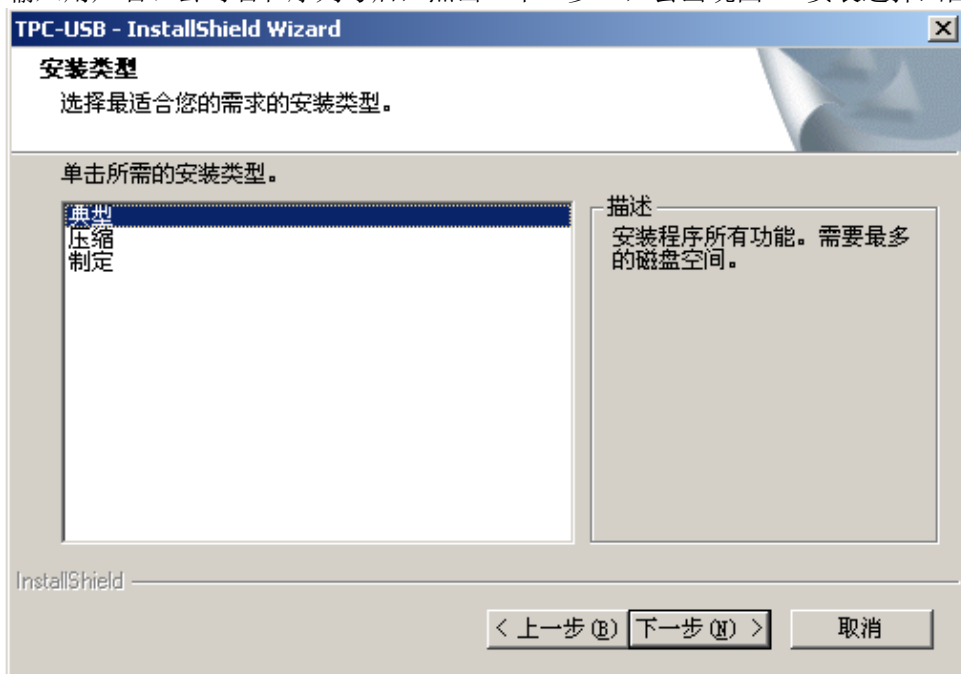 TPC-USB - InstallShield Wizard
安装类型
选择最适合您的需求的安装类型。
单击所需的安装类型。
典型
压缩
制定
描述
安装程序所有功能。需要最多
的磁盘空间。
InstallShield
< 上一步(B) 下一步(N) > 取消